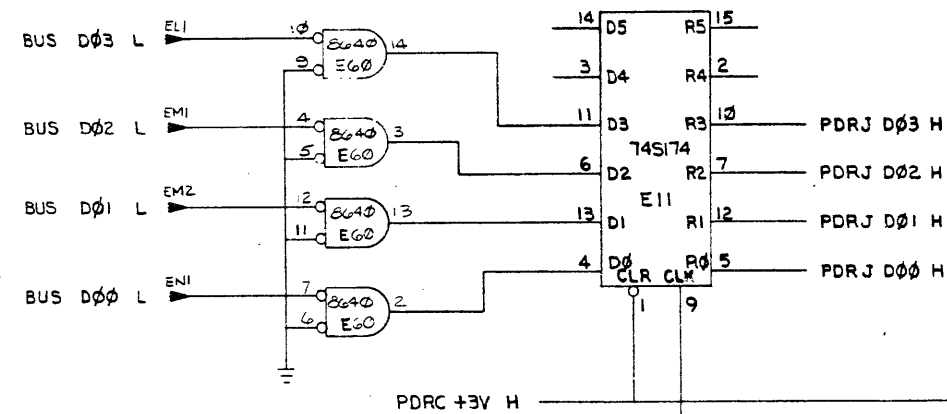 BUS DØ3 L EL1 10 8640 E60 14
9
14 D5 R5 15
3 D4 R4 2
11 D3 R3 10 PDRJ DØ3 H
BUS DØ2 L EM1 4 8640 E60 3
5
74S174
6 D2 R2 7 PDRJ DØ2 H
E11
BUS DØ1 L EM2 12 8640 E60 13
11
13 D1 R1 12 PDRJ DØ1 H
BUS DØØ L EN1 7 8640 E60 2
6
4 DØ RØ 5 PDRJ DØØ H
CLR CLK
1 9
PDRC +3V H